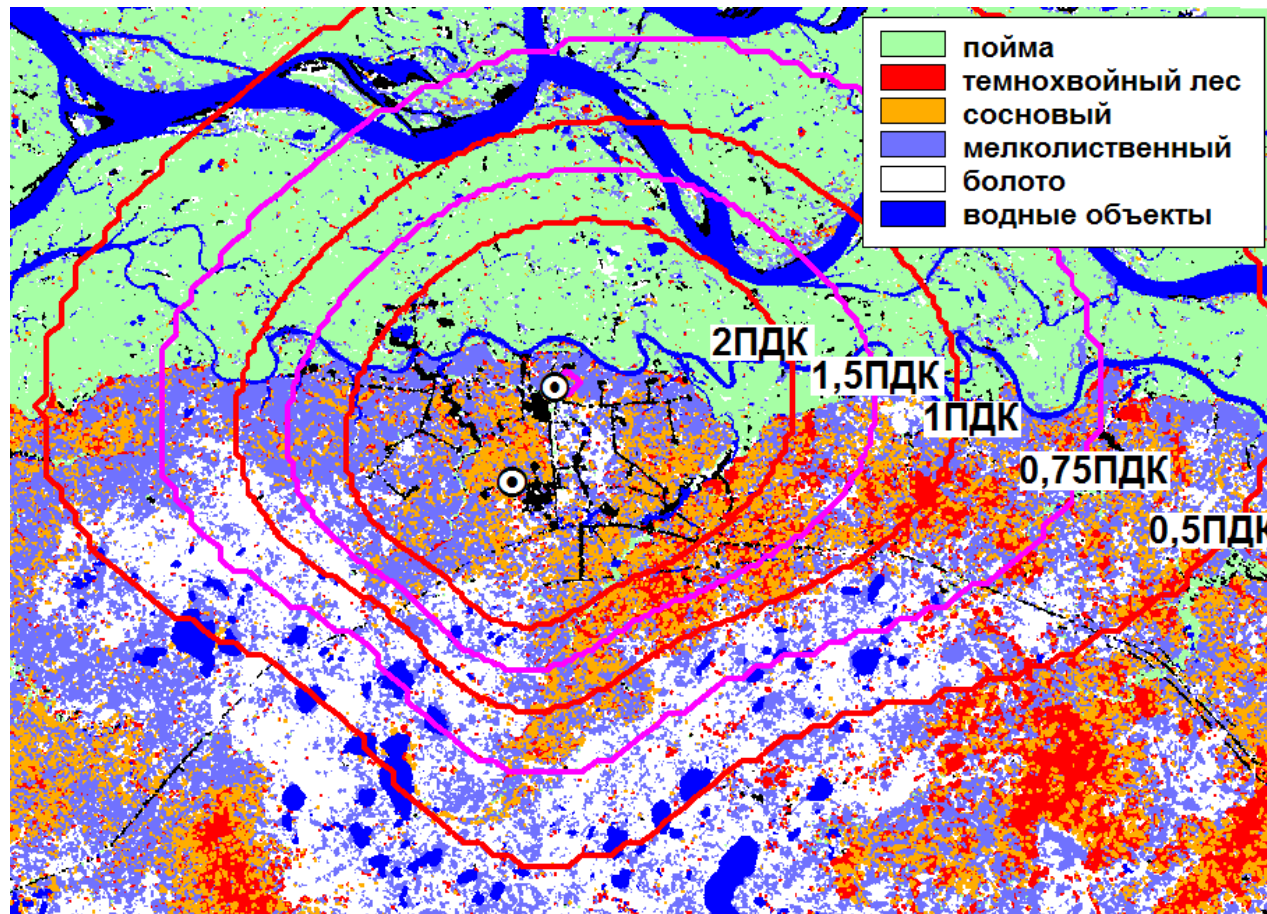 пойма
темнохвойный лес
сосновый
мелколиственный
болото
водные объекты
2ПДК
1,5ПДК
1ПДК
0,75ПДК
0,5ПДК